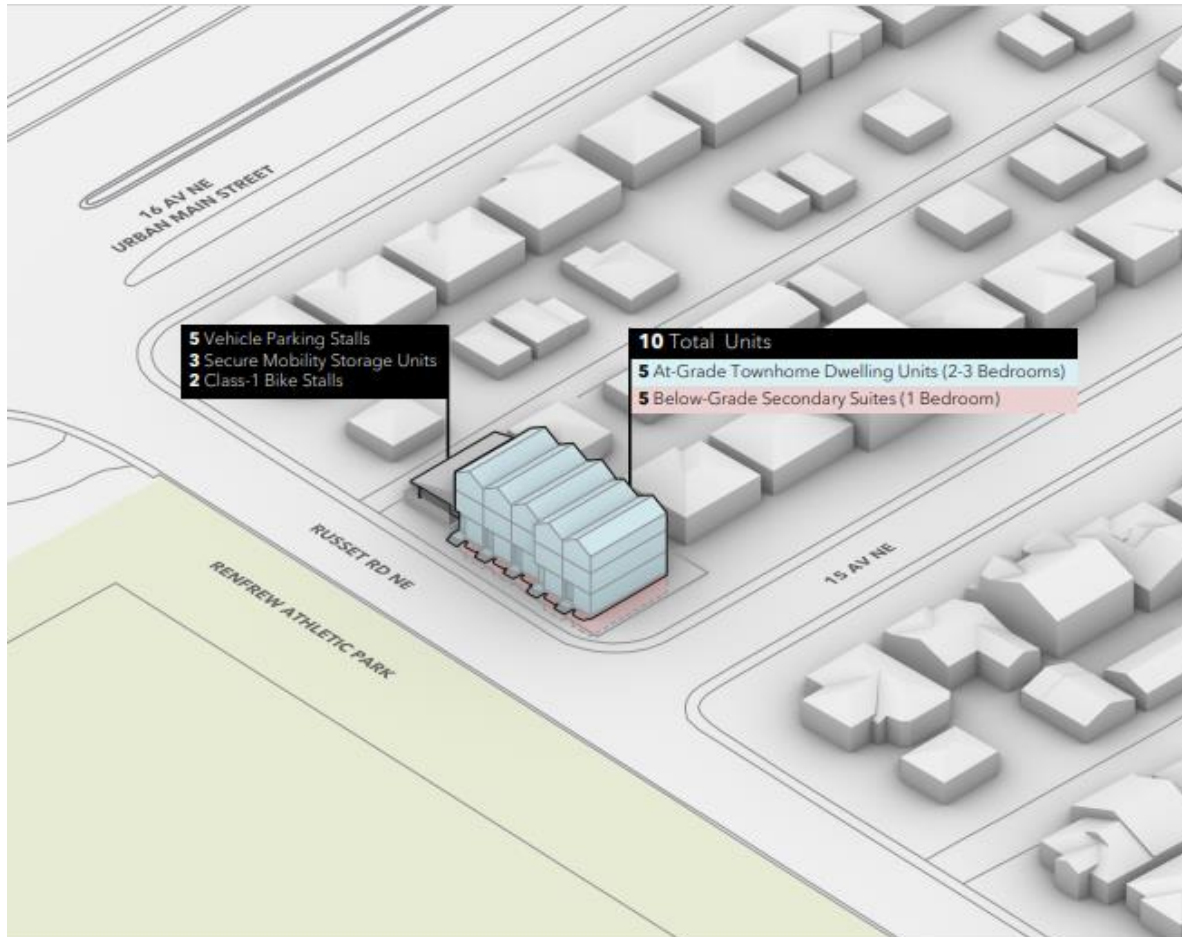 16 AV NE
URBAN MAIN STREET
5 Vehicle Parking Stalls
3 Secure Mobility Storage Units
2 Class-1 Bike Stalls
10 Total Units
5 At-Grade Townhome Dwelling Units (2-3 Bedrooms)
5 Below-Grade Secondary Suites (1 Bedroom)
RUSSET RD NE
15 AV NE
RENFREW ATHLETIC PARK